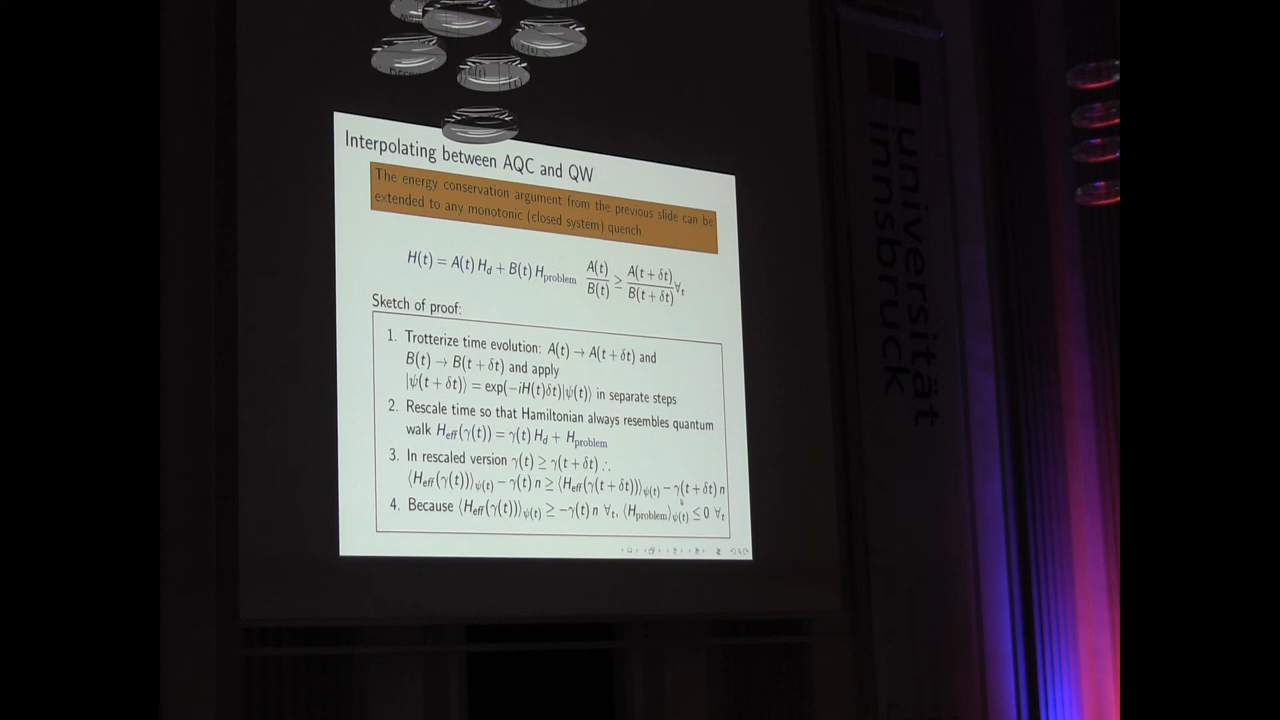 Interpolating between AQC and QW
The energy conservation argument from the previous slide can be
extended to any monotonic (closed system) quench
H(t) = A(t) H_d + B(t) H_problem A(t)/B(t) ≥ A(t + δt)/B(t + δt) ∀_t
Sketch of proof:
1. Trotterize time evolution: A(t) → A(t + δt) and
B(t) → B(t + δt) and apply
|ψ(t + δt)⟩ = exp(−iH(t)δt)|ψ(t)⟩ in separate steps
2. Rescale time so that Hamiltonian always resembles quantum
walk H_eff(γ(t)) = γ(t) H_d + H_problem
3. In rescaled version γ(t) ≥ γ(t + δt) ∴
⟨H_eff(γ(t))⟩_ψ(t) − γ(t) n ≥ ⟨H_eff(γ(t + δt))⟩_ψ(t) − γ(t + δt) n
4. Because ⟨H_eff(γ(t))⟩_ψ(t) ≥ −γ(t) n ∀_t, ⟨H_problem⟩_ψ(t) ≤ 0 ∀_t
universität
innsbruck